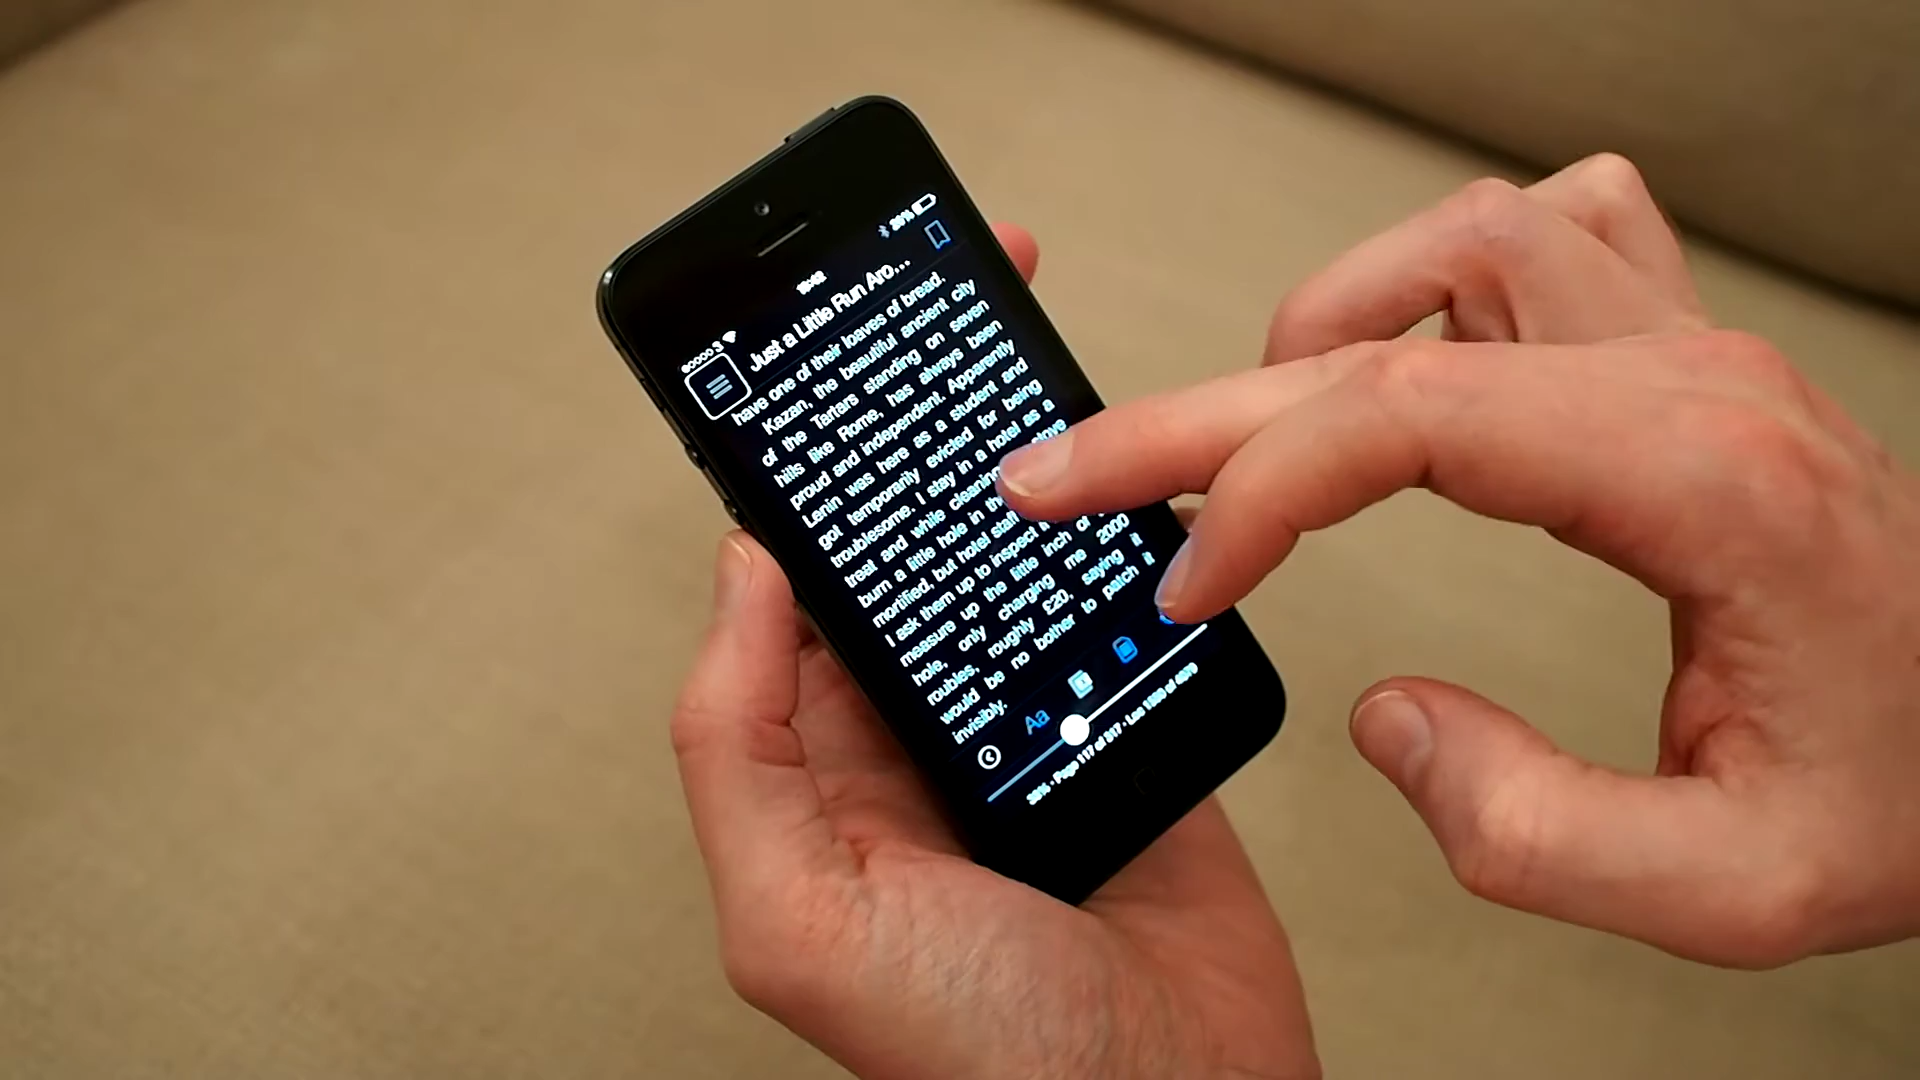 3
Just a Little Run Aro...
have one of their loaves of bread.
Kazan, the beautiful ancient city
of the Tartars standing on seven
hills like Rome, has always been
proud and independent. Apparently
Lenin was here as a student and
got temporarily evicted for being
troublesome. I stay in a hotel as a
treat and while cleaning stove
burn a little hole in the
mortified, but hotel staff
I ask them up to inspect
measure up the little inch of
hole, only charging me 2000
roubles, roughly £20, saying it
would be no bother to patch it
invisibly.
Aa